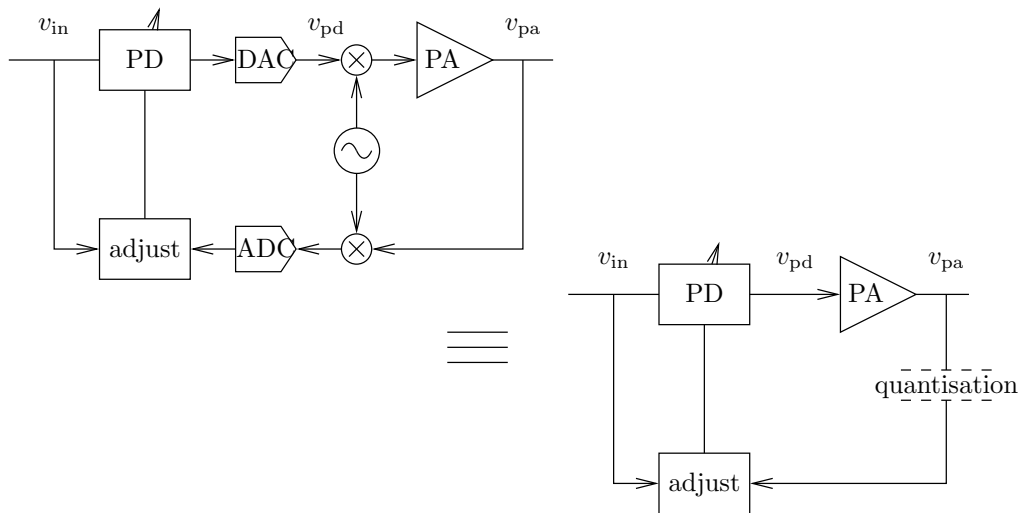 v_in
v_pd
v_pa
PD
DAC
PA
adjust
ADC
v_in
v_pd
v_pa
PD
PA
quantisation
adjust